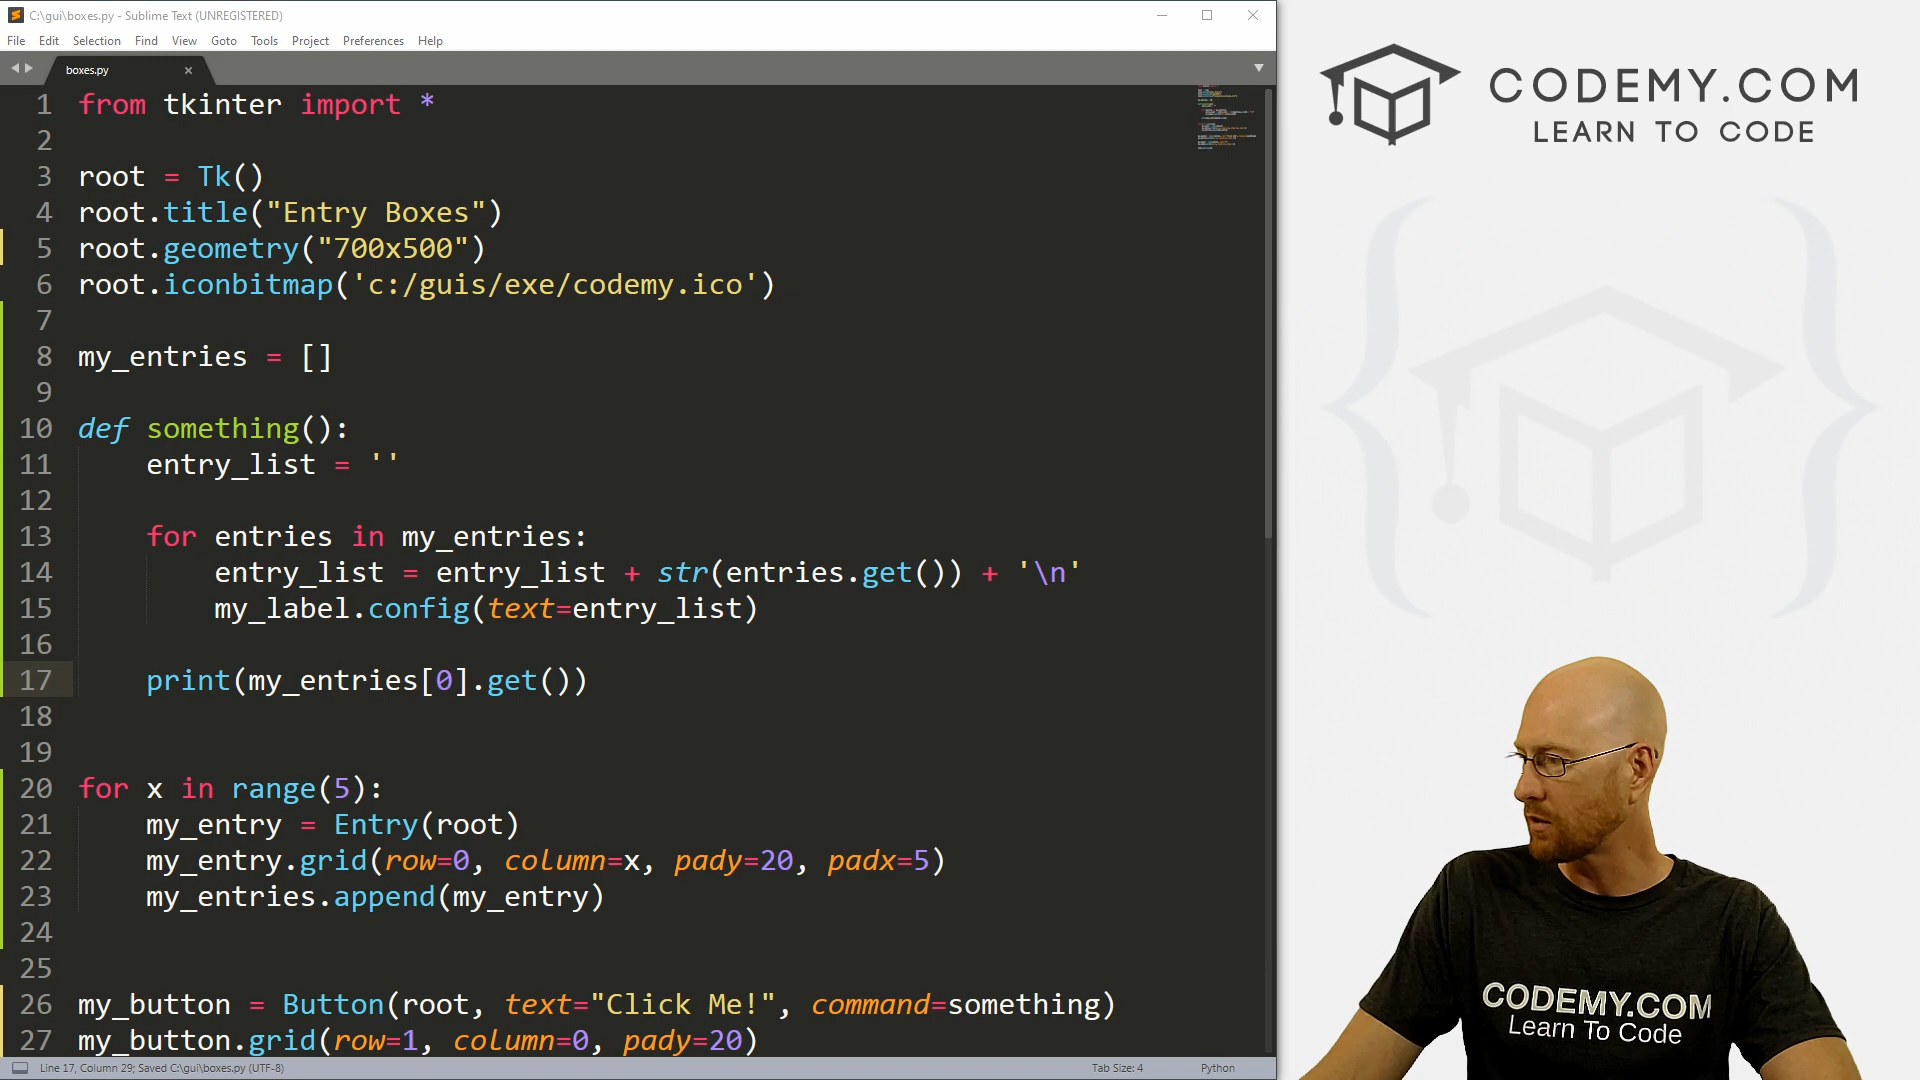 C:\gui\boxes.py - Sublime Text (UNREGISTERED)
File Edit Selection Find View Goto Tools Project Preferences Help
boxes.py
1 from tkinter import *
2
3 root = Tk()
4 root.title("Entry Boxes")
5 root.geometry("700x500")
6 root.iconbitmap('c:/guis/exe/codemy.ico')
7
8 my_entries = []
9
10 def something():
11     entry_list = ''
12
13     for entries in my_entries:
14         entry_list = entry_list + str(entries.get()) + '\n'
15         my_label.config(text=entry_list)
16
17     print(my_entries[0].get())
18
19
20 for x in range(5):
21     my_entry = Entry(root)
22     my_entry.grid(row=0, column=x, pady=20, padx=5)
23     my_entries.append(my_entry)
24
25
26 my_button = Button(root, text="Click Me!", command=something)
27 my_button.grid(row=1, column=0, pady=20)
Line 17, Column 29; Saved C:\gui\boxes.py (UTF-8) Tab Size: 4 Python
CODEMY.COM
LEARN TO CODE
CODEMY.COM
Learn To Code